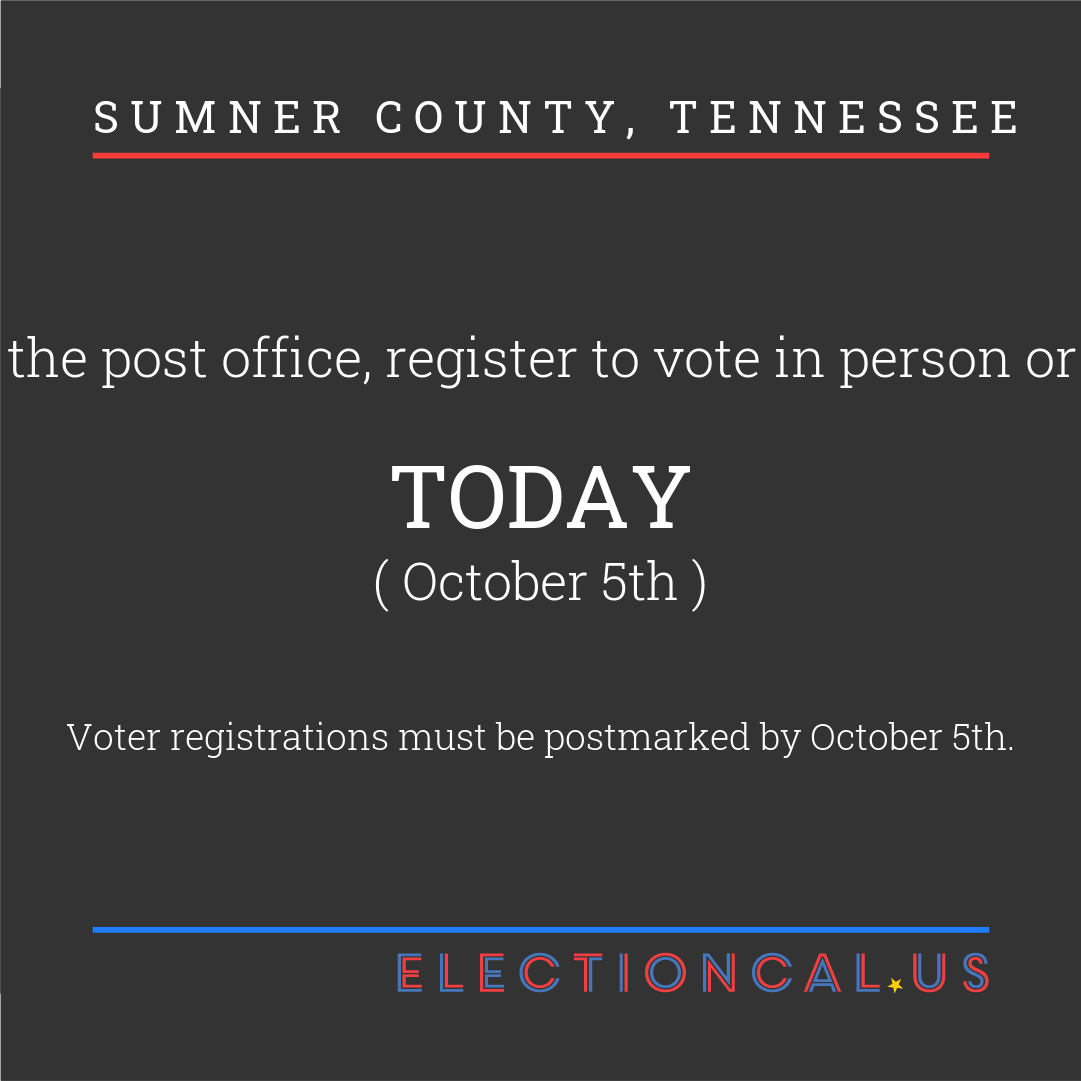 SUMNER COUNTY, TENNESSEE
the post office, register to vote in person or
TODAY
( October 5th )
Voter registrations must be postmarked by October 5th.
ELECTIONCAL.US